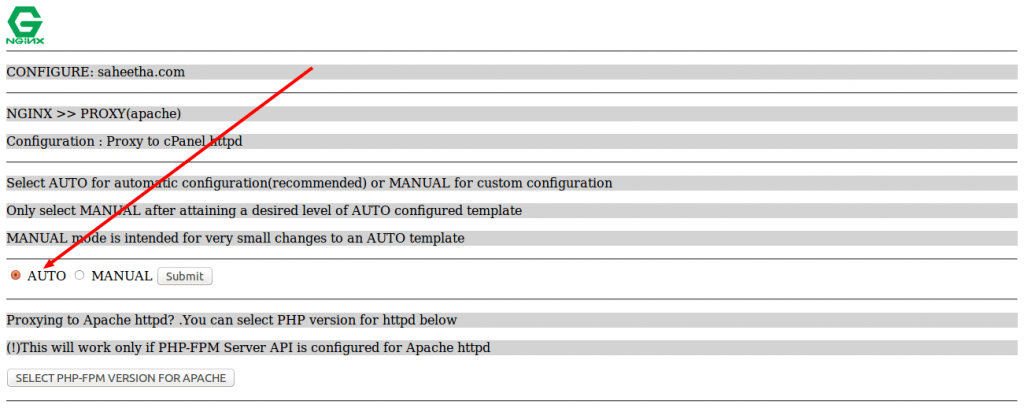 NGiNX
CONFIGURE: saheetha.com
NGINX >> PROXY(apache)
Configuration : Proxy to cPanel httpd
Select AUTO for automatic configuration(recommended) or MANUAL for custom configuration
Only select MANUAL after attaining a desired level of AUTO configured template
MANUAL mode is intended for very small changes to an AUTO template
AUTO MANUAL Submit
Proxying to Apache httpd? .You can select PHP version for httpd below
(!)This will work only if PHP-FPM Server API is configured for Apache httpd
SELECT PHP-FPM VERSION FOR APACHE